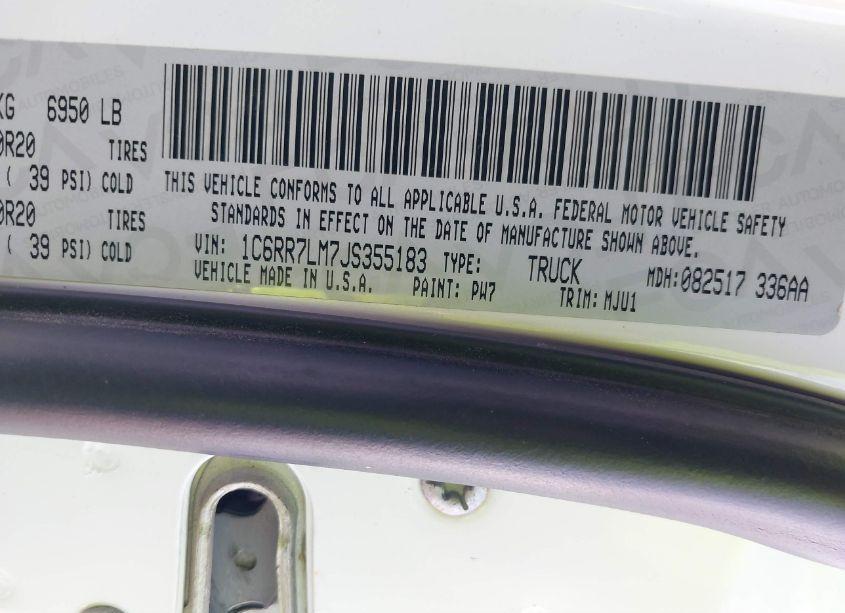 KG 6950 LB
0R20 TIRES
( 39 PSI) COLD
0R20 TIRES
( 39 PSI) COLD
THIS VEHICLE CONFORMS TO ALL APPLICABLE U.S.A. FEDERAL MOTOR VEHICLE SAFETY
STANDARDS IN EFFECT ON THE DATE OF MANUFACTURE SHOWN ABOVE.
VIN: 1C6RR7LM7JS355183 TYPE: TRUCK MDH:082517 336AA
VEHICLE MADE IN U.S.A. PAINT: PW7 TRIM: MJU1